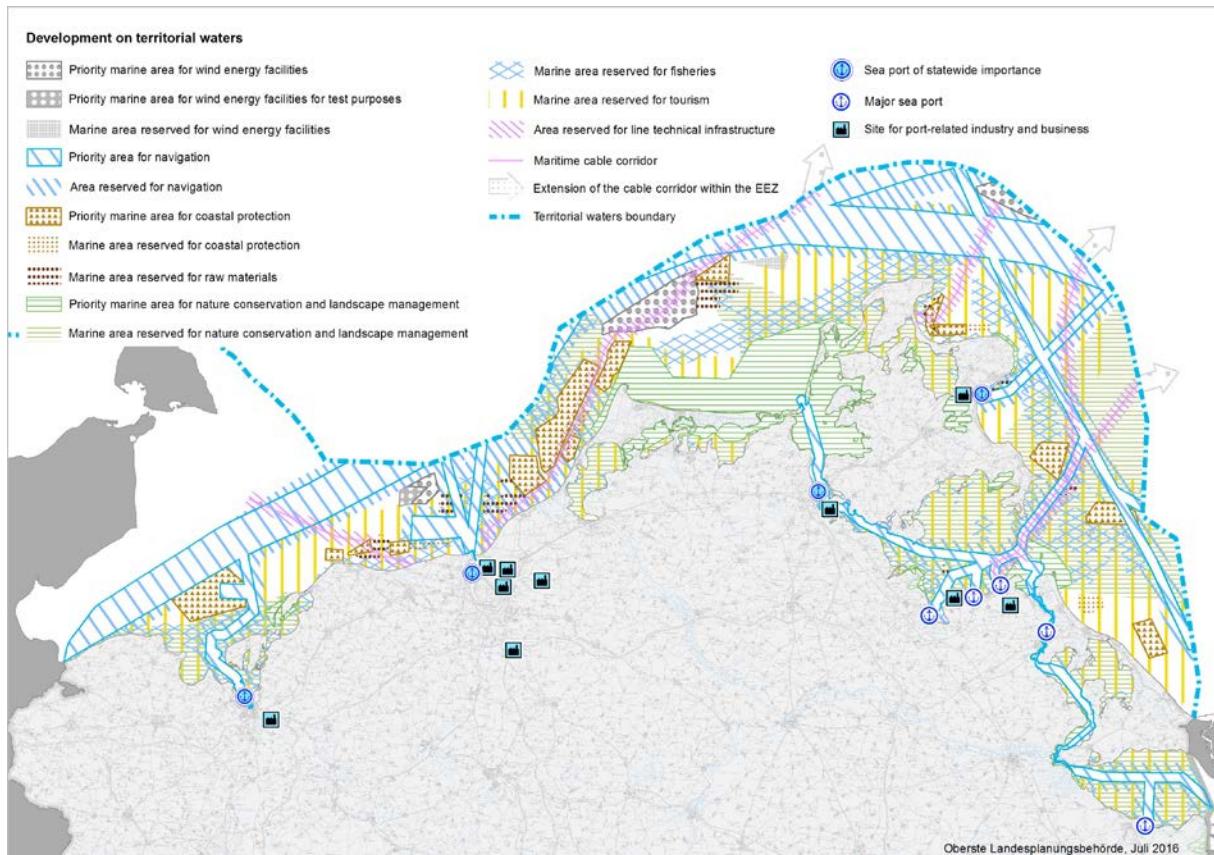 Development on territorial waters
Priority marine area for wind energy facilities
Priority marine area for wind energy facilities for test purposes
Marine area reserved for wind energy facilities
Priority area for navigation
Area reserved for navigation
Priority marine area for coastal protection
Marine area reserved for coastal protection
Marine area reserved for raw materials
Priority marine area for nature conservation and landscape management
Marine area reserved for nature conservation and landscape management
Marine area reserved for fisheries
Marine area reserved for tourism
Area reserved for line technical infrastructure
Maritime cable corridor
Extension of the cable corridor within the EEZ
Territorial waters boundary
Sea port of statewide importance
Major sea port
Site for port-related industry and business
Oberste Landesplanungsbehörde, Juli 2016